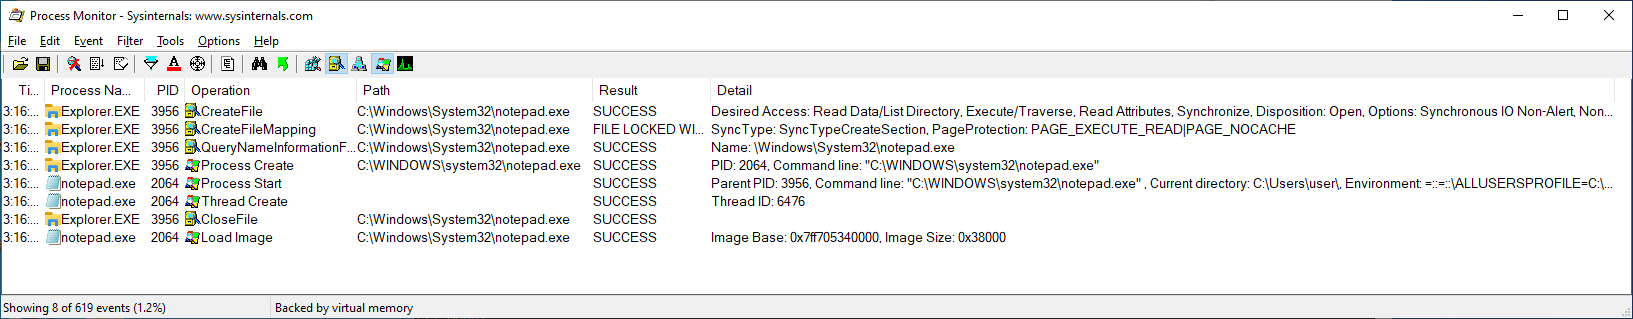 Process Monitor - Sysinternals: www.sysinternals.com
File Edit Event Filter Tools Options Help
Ti... Process Na... PID Operation Path Result Detail
3:16:... Explorer.EXE 3956 CreateFile C:\Windows\System32\notepad.exe SUCCESS Desired Access: Read Data/List Directory, Execute/Traverse, Read Attributes, Synchronize, Disposition: Open, Options: Synchronous IO Non-Alert, Non...
3:16:... Explorer.EXE 3956 CreateFileMapping C:\Windows\System32\notepad.exe FILE LOCKED WI... SyncType: SyncTypeCreateSection, PageProtection: PAGE_EXECUTE_READ|PAGE_NOCACHE
3:16:... Explorer.EXE 3956 QueryNameInformationF... C:\Windows\System32\notepad.exe SUCCESS Name: \Windows\System32\notepad.exe
3:16:... Explorer.EXE 3956 Process Create C:\WINDOWS\system32\notepad.exe SUCCESS PID: 2064, Command line: "C:\WINDOWS\system32\notepad.exe"
3:16:... notepad.exe 2064 Process Start SUCCESS Parent PID: 3956, Command line: "C:\WINDOWS\system32\notepad.exe" , Current directory: C:\Users\user\, Environment: =::=::\ALLUSERSPROFILE=C:\...
3:16:... notepad.exe 2064 Thread Create SUCCESS Thread ID: 6476
3:16:... Explorer.EXE 3956 CloseFile C:\Windows\System32\notepad.exe SUCCESS
3:16:... notepad.exe 2064 Load Image C:\Windows\System32\notepad.exe SUCCESS Image Base: 0x7ff705340000, Image Size: 0x38000
Showing 8 of 619 events (1.2%) Backed by virtual memory